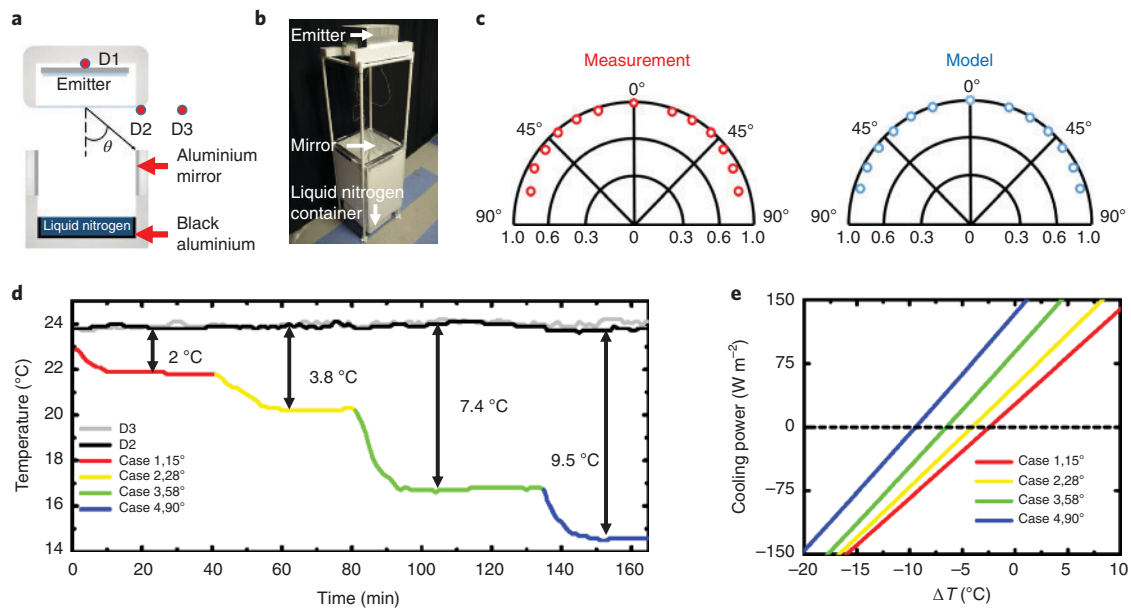 a
D1
Emitter
D2
D3
θ
Aluminium
mirror
Liquid nitrogen
Black
aluminium
b
Emitter
Mirror
Liquid nitrogen
container
c
Measurement
0°
45°
45°
90°
90°
1.0
0.6
0.3
0
0.3
0.6
1.0
Model
0°
45°
45°
90°
90°
1.0
0.6
0.3
0
0.3
0.6
1.0
d
Temperature (°C)
24
22
20
18
16
14
2 °C
3.8 °C
7.4 °C
9.5 °C
D3
D2
Case 1,15°
Case 2,28°
Case 3,58°
Case 4,90°
0
20
40
60
80
100
120
140
160
Time (min)
e
Cooling power (W m−2)
150
75
0
−75
−150
Case 1,15°
Case 2,28°
Case 3,58°
Case 4,90°
−20
−15
−10
−5
0
5
10
ΔT (°C)